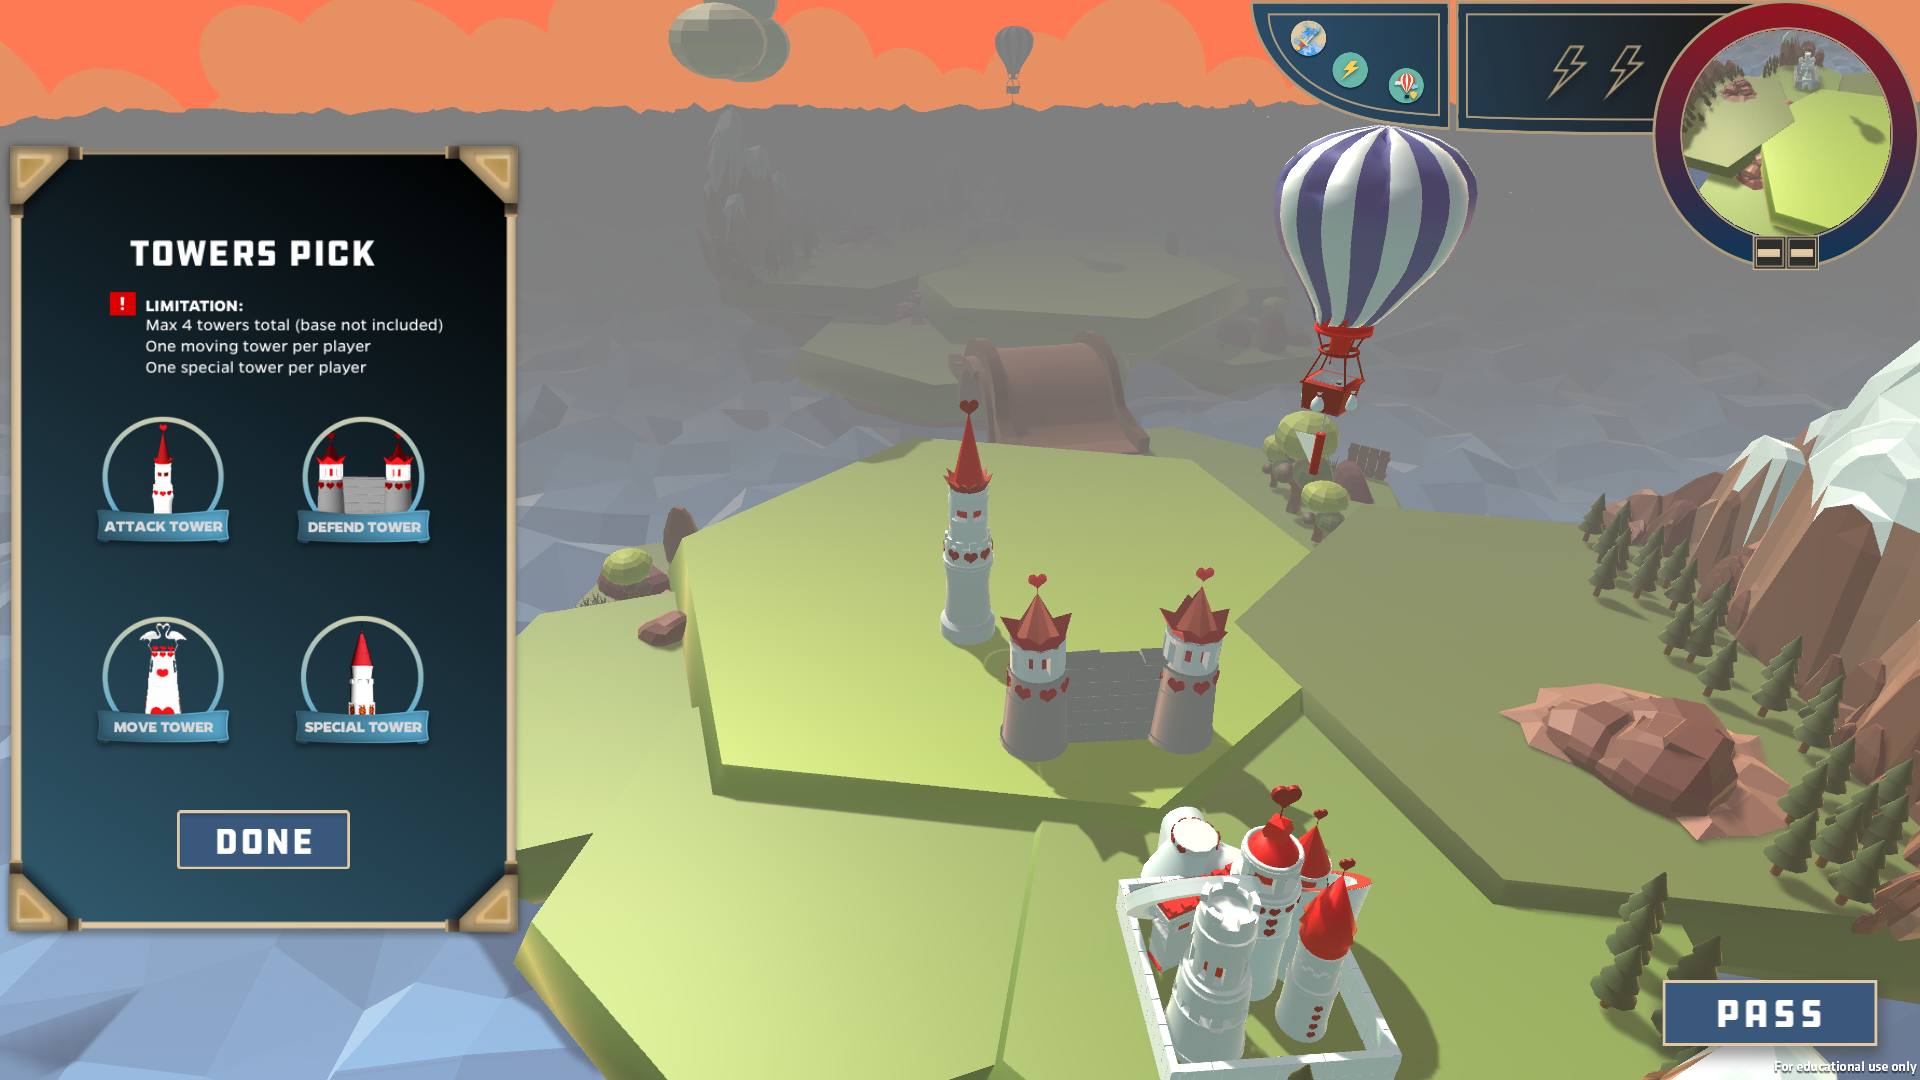 TOWERS PICK
!
LIMITATION:
Max 4 towers total (base not included)
One moving tower per player
One special tower per player
ATTACK TOWER
DEFEND TOWER
MOVE TOWER
SPECIAL TOWER
DONE
PASS
For educational use only